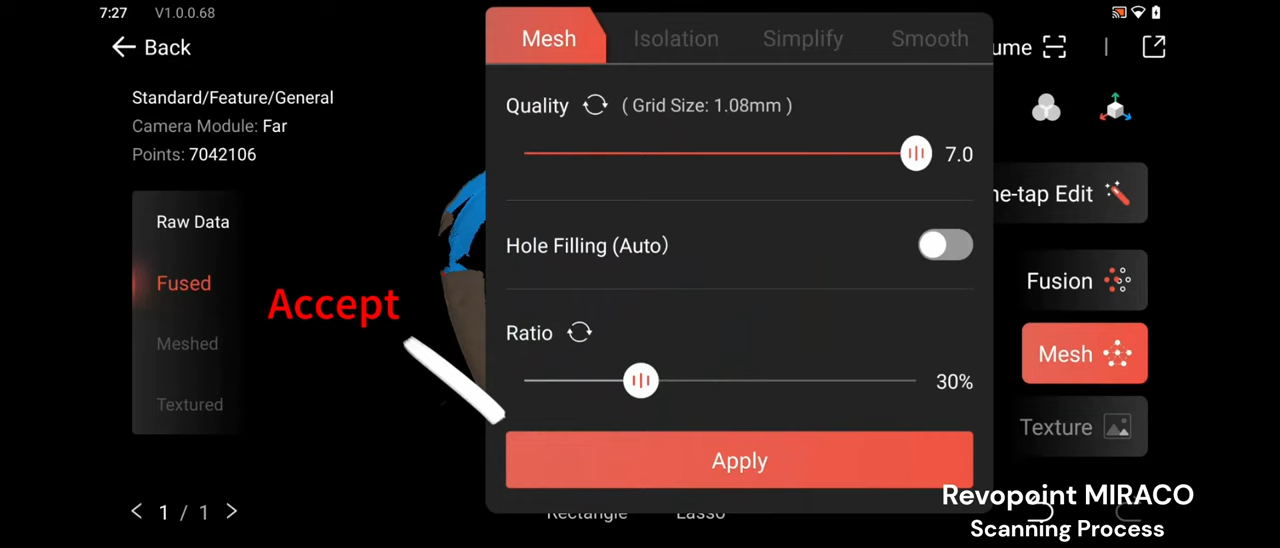 7:27 V1.0.0.68
Back
Standard/Feature/General
Camera Module: Far
Points: 7042106
Raw Data
Fused
Meshed
Textured
1 / 1
Accept
Mesh Isolation Simplify Smooth
Quality ( Grid Size: 1.08mm )
7.0
Hole Filling (Auto)
Ratio
30%
Apply
Rectangle Lasso
ume
ne-tap Edit
Fusion
Mesh
Texture
Revopoint MIRACO
Scanning Process